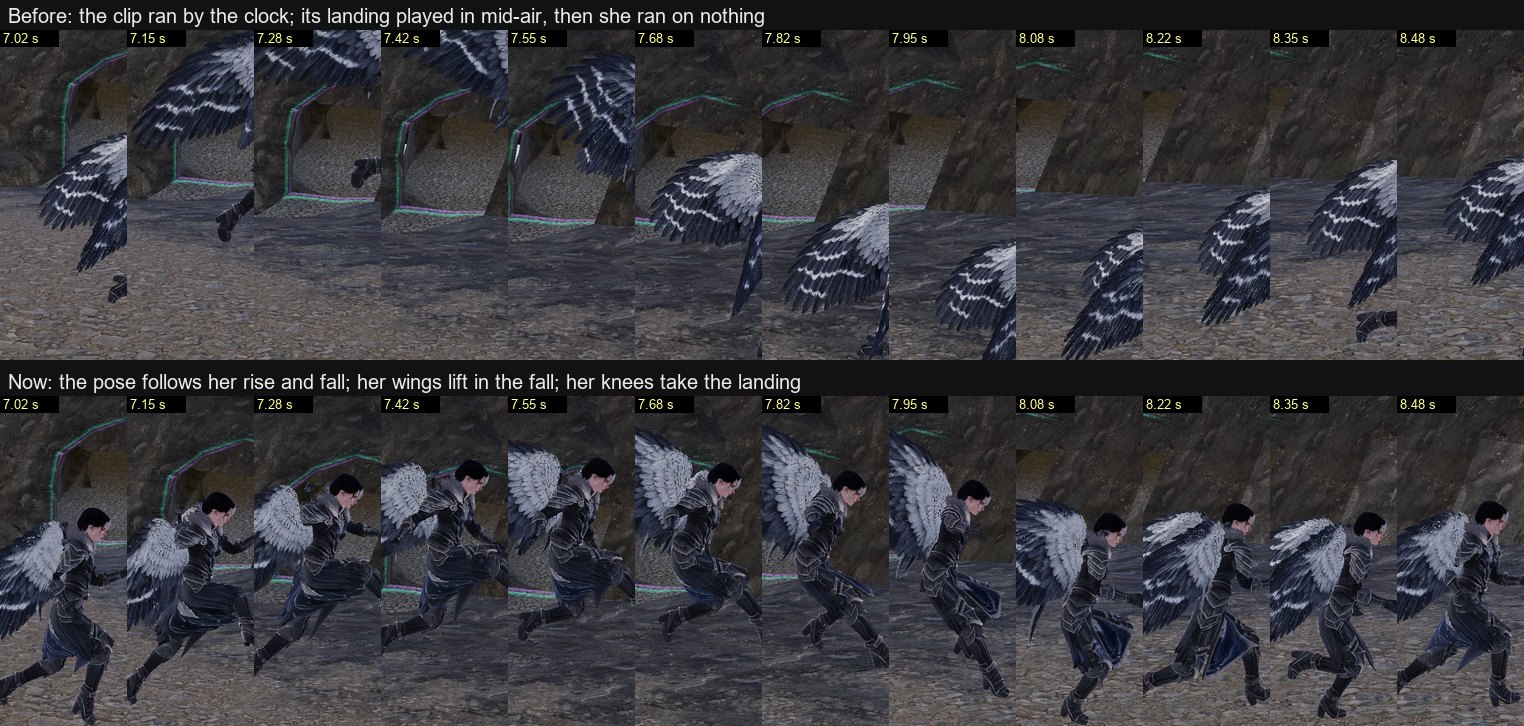 Before: the clip ran by the clock; its landing played in mid-air, then she ran on nothing
7.02 s 7.15 s 7.28 s 7.42 s 7.55 s 7.68 s 7.82 s 7.95 s 8.08 s 8.22 s 8.35 s 8.48 s
Now: the pose follows her rise and fall; her wings lift in the fall; her knees take the landing
7.02 s 7.15 s 7.28 s 7.42 s 7.55 s 7.68 s 7.82 s 7.95 s 8.08 s 8.22 s 8.35 s 8.48 s